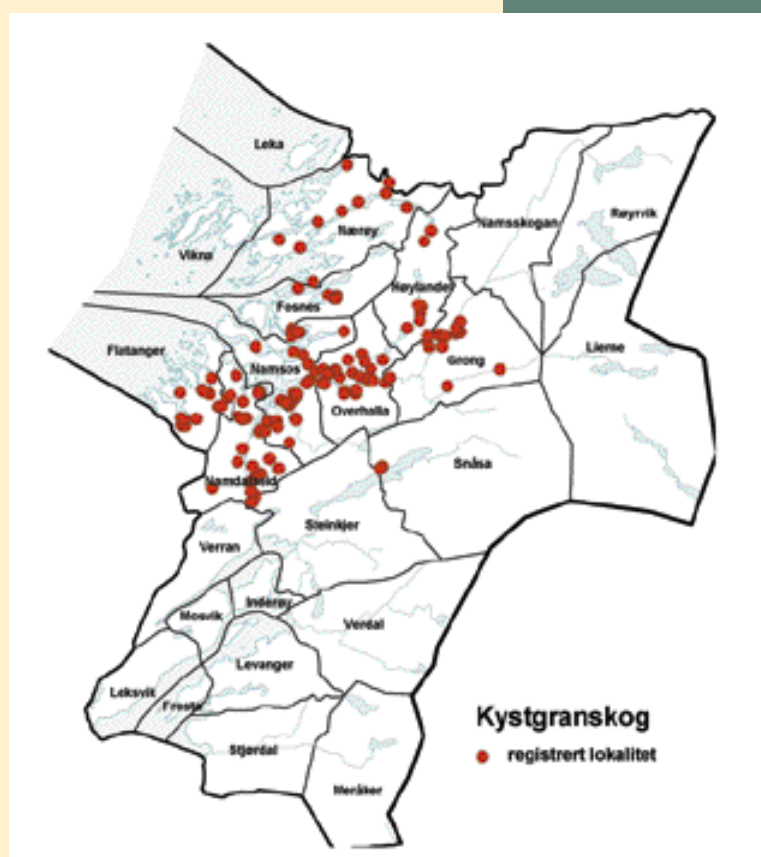 Leka
Røyrvik
Namsskogan
Nærøy
Vikna
Høylandet
Fosnes
Flatanger
Lierne
Grong
Namsos
Overhalla
Snåsa
Namdalseid
Steinkjer
Verran
Inderøy
Mosvik
Verdal
Levanger
Leksvik
Frosta
Kystgranskog
Stjørdal
registrert lokalitet
Meråker